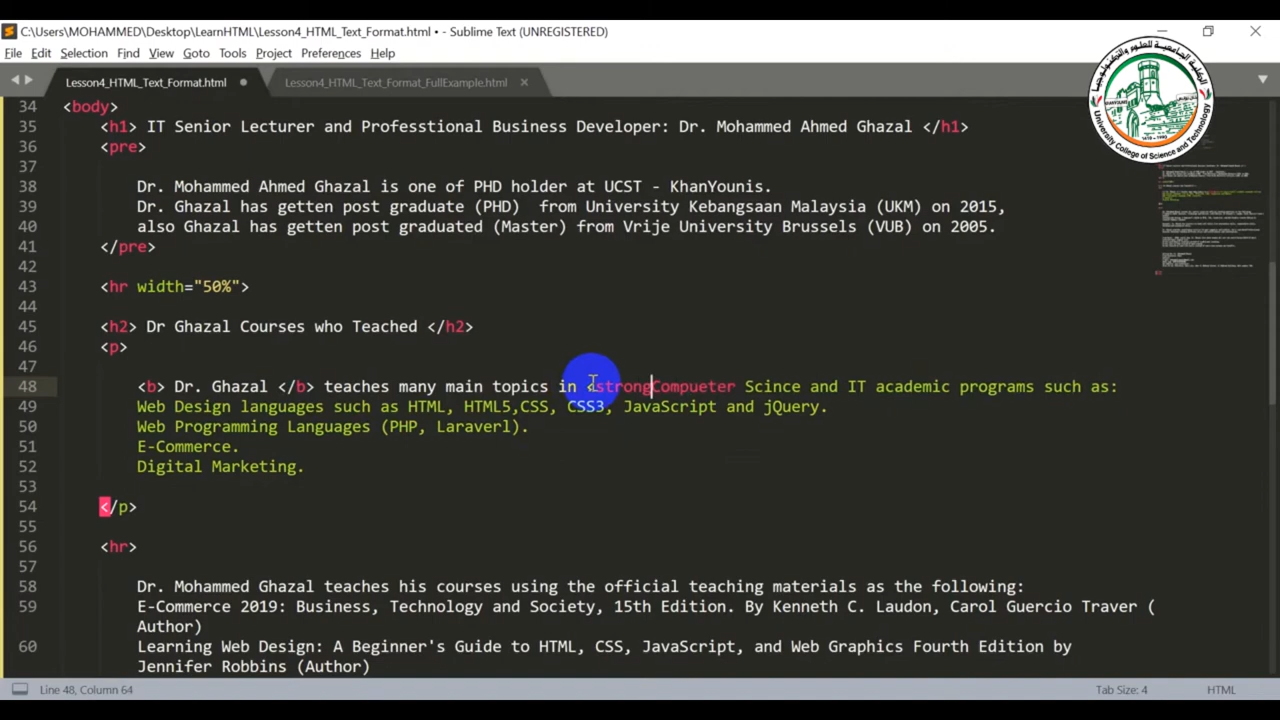 C:\Users\MOHAMMED\Desktop\LearnHTML\Lesson4_HTML_Text_Format.html • - Sublime Text (UNREGISTERED)
File Edit Selection Find View Goto Tools Project Preferences Help
Lesson4_HTML_Text_Format.html Lesson4_HTML_Text_Format_FullExample.html
34 <body>
35 <h1> IT Senior Lecturer and Professtional Business Developer: Dr. Mohammed Ahmed Ghazal </h1>
36 <pre>
37
38 Dr. Mohammed Ahmed Ghazal is one of PHD holder at UCST - KhanYounis.
39 Dr. Ghazal has getten post graduate (PHD)  from University Kebangsaan Malaysia (UKM) on 2015,
40 also Ghazal has getten post graduated (Master) from Vrije University Brussels (VUB) on 2005.
41 </pre>
42
43 <hr width="50%">
44
45 <h2> Dr Ghazal Courses who Teached </h2>
46 <p>
47
48 <b> Dr. Ghazal </b> teaches many main topics in <strongCompueter Scince and IT academic programs such as:
49 Web Design languages such as HTML, HTML5,CSS, CSS3, JavaScript and jQuery.
50 Web Programming Languages (PHP, Laraverl).
51 E-Commerce.
52 Digital Marketing.
53
54 </p>
55
56 <hr>
57
58 Dr. Mohammed Ghazal teaches his courses using the official teaching materials as the following:
59 E-Commerce 2019: Business, Technology and Society, 15th Edition. By Kenneth C. Laudon, Carol Guercio Traver (
Author)
60 Learning Web Design: A Beginner's Guide to HTML, CSS, JavaScript, and Web Graphics Fourth Edition by
Jennifer Robbins (Author)
Line 48, Column 64 Tab Size: 4 HTML
University College of Science and Technology